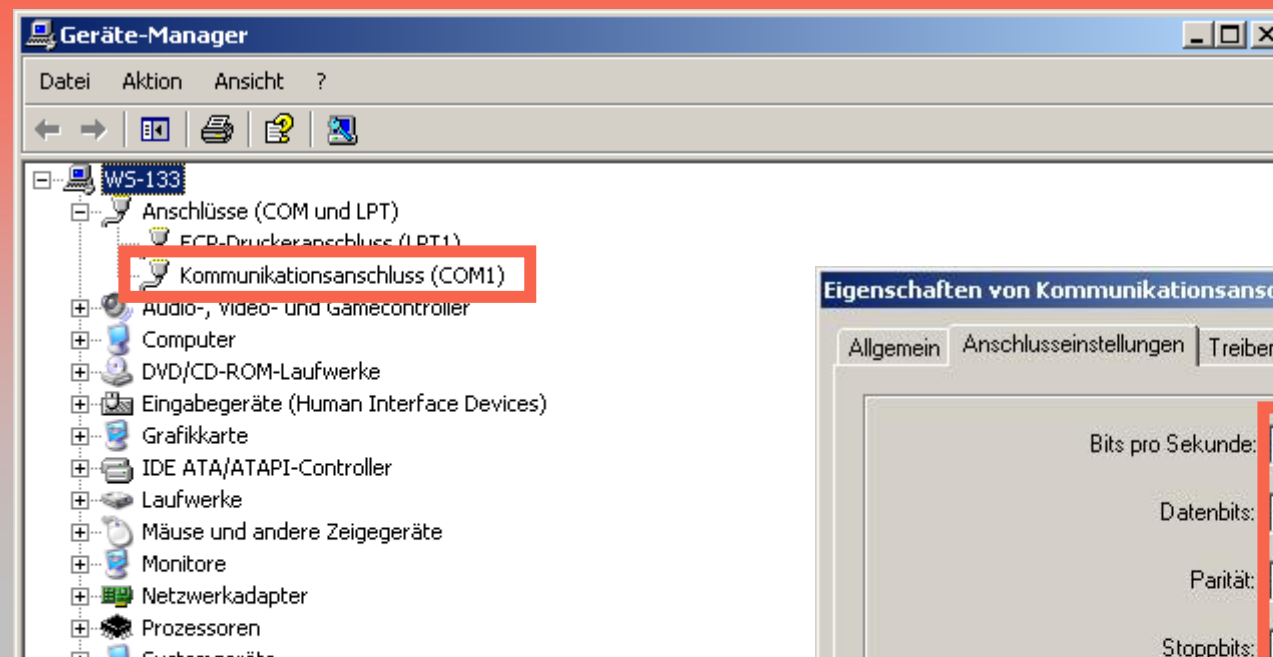 Geräte-Manager
Datei Aktion Ansicht ?
WS-133
Anschlüsse (COM und LPT)
ECP-Druckeranschluss (LPT1)
Kommunikationsanschluss (COM1)
Audio-, Video- und Gamecontroller
Computer
DVD/CD-ROM-Laufwerke
Eingabegeräte (Human Interface Devices)
Grafikkarte
IDE ATA/ATAPI-Controller
Laufwerke
Mäuse und andere Zeigegeräte
Monitore
Netzwerkadapter
Prozessoren
Systemgeräte
Eigenschaften von Kommunikationsansc
Allgemein Anschlusseinstellungen Treiber
Bits pro Sekunde:
Datenbits:
Parität:
Stoppbits: